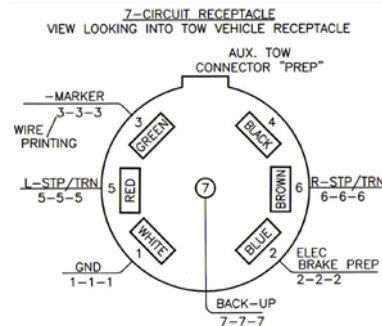 7-CIRCUIT RECEPTACLE
VIEW LOOKING INTO TOW VEHICLE RECEPTACLE
AUX. TOW
CONNECTOR "PREP"
-MARKER
3-3-3
WIRE
PRINTING
3
GREEN
4
BLACK
L-STP/TRN
5-5-5
5
RED
7
BROWN
6
R-STP/TRN
6-6-6
WHITE
1
BLUE
2
GND
1-1-1
ELEC
BRAKE PREP
2-2-2
BACK-UP
7-7-7